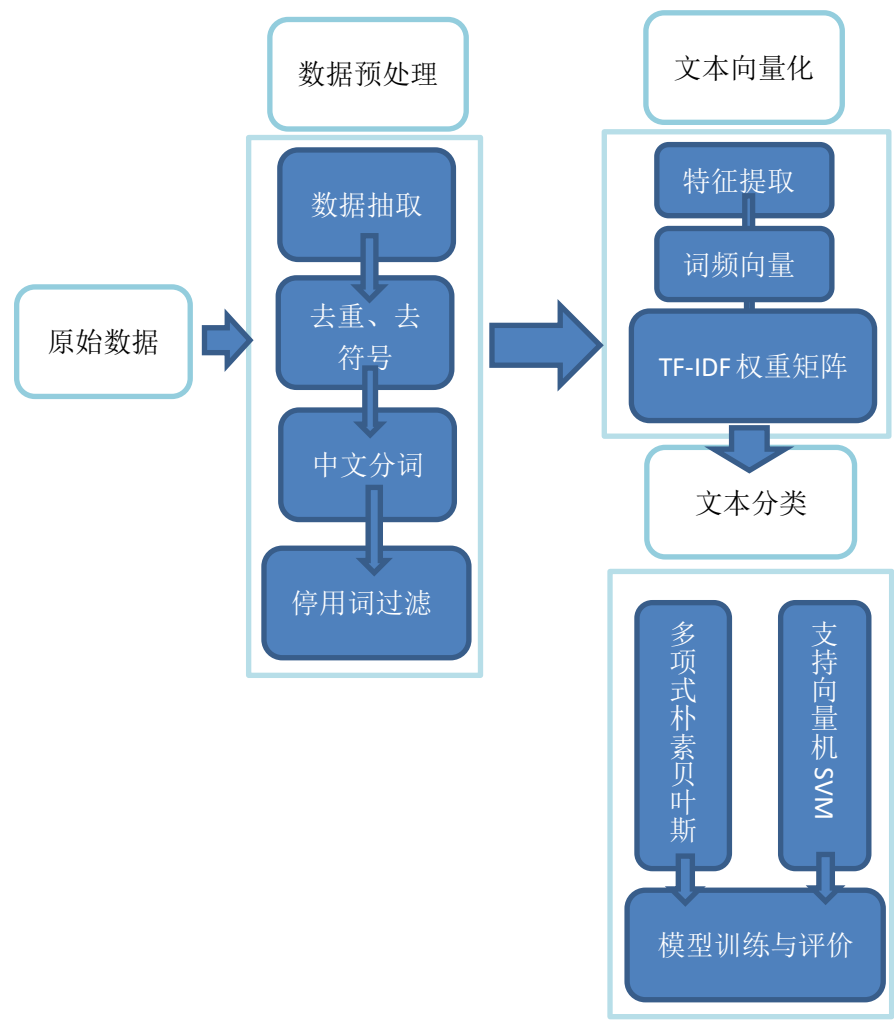 原始数据
数据预处理
数据抽取
去重、去
符号
中文分词
停用词过滤
文本向量化
特征提取
词频向量
TF-IDF 权重矩阵
文本分类
多项式朴素贝叶斯
支持向量机 SVM
模型训练与评价